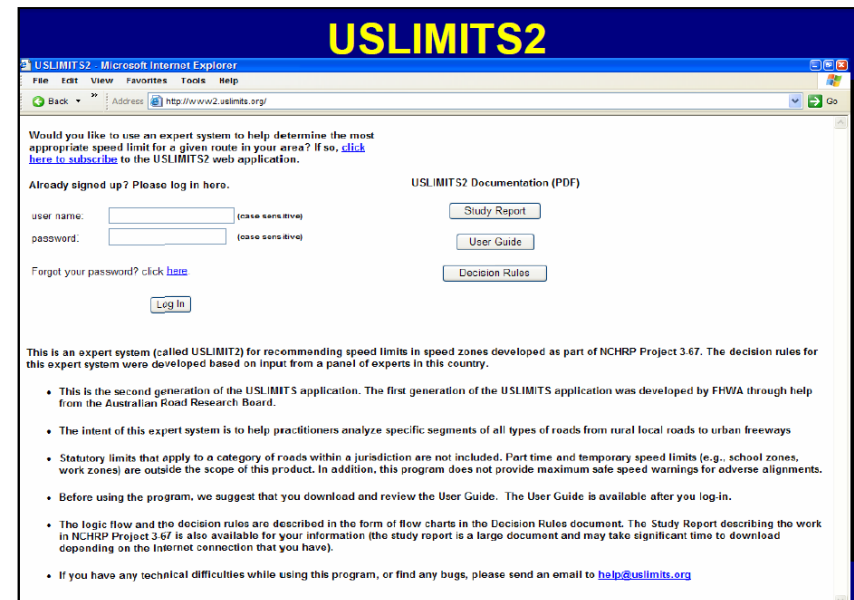 USLIMITS2
USLIMITS2 - Microsoft Internet Explorer
File Edit View Favorites Tools Help
Back » Address http://www2.uslimits.org/ Go
Would you like to use an expert system to help determine the most
appropriate speed limit for a given route in your area? If so, click
here to subscribe to the USLIMITS2 web application.
Already signed up? Please log in here.
USLIMITS2 Documentation (PDF)
user name: (case sensitive)
Study Report
password: (case sensitive)
User Guide
Forgot your password? click here
Decision Rules
Log In
This is an expert system (called USLIMIT2) for recommending speed limits in speed zones developed as part of NCHRP Project 3-67. The decision rules for
this expert system were developed based on input from a panel of experts in this country.
• This is the second generation of the USLIMITS application. The first generation of the USLIMITS application was developed by FHWA through help
from the Australian Road Research Board.
• The intent of this expert system is to help practitioners analyze specific segments of all types of roads from rural local roads to urban freeways
• Statutory limits that apply to a category of roads within a jurisdiction are not included. Part time and temporary speed limits (e.g., school zones,
work zones) are outside the scope of this product. In addition, this program does not provide maximum safe speed warnings for adverse alignments.
• Before using the program, we suggest that you download and review the User Guide. The User Guide is available after you log-in.
• The logic flow and the decision rules are described in the form of flow charts in the Decision Rules document. The Study Report describing the work
in NCHRP Project 3-67 is also available for your information (the study report is a large document and may take significant time to download
depending on the Internet connection that you have).
• If you have any technical difficulties while using this program, or find any bugs, please send an email to help@uslimits.org